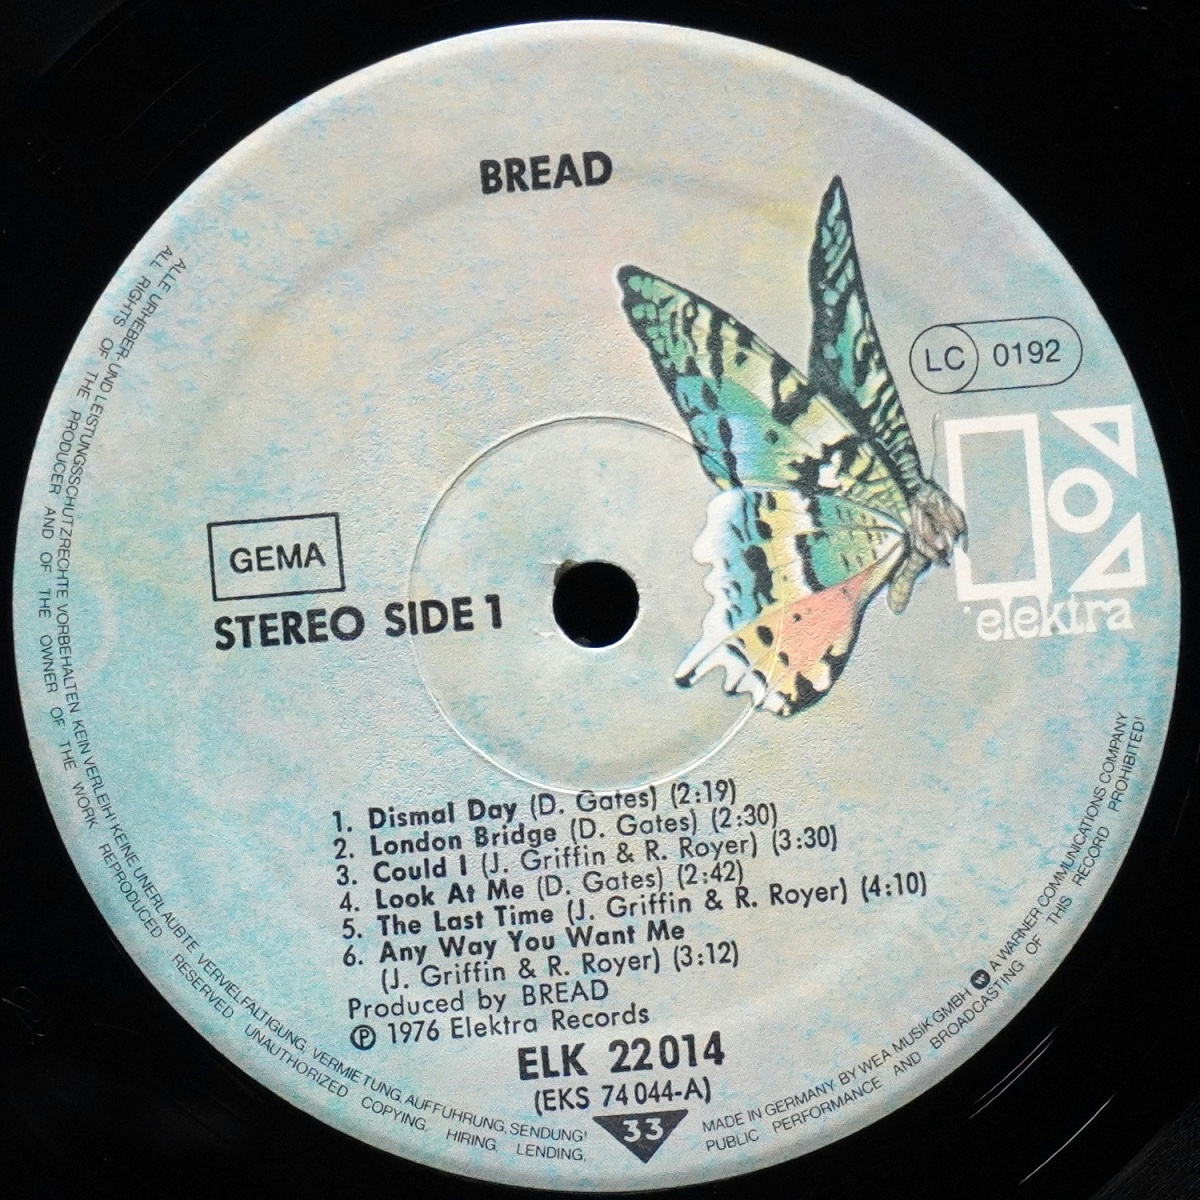 BREAD
LC 0192
elektra
GEMA
STEREO SIDE 1
1. Dismal Day (D. Gates) (2:19)
2. London Bridge (D. Gates) (2:30)
3. Could I (J. Griffin & R. Royer) (3:30)
4. Look At Me (D. Gates) (2:42)
5. The Last Time (J. Griffin & R. Royer) (4:10)
6. Any Way You Want Me
(J. Griffin & R. Royer) (3:12)
Produced by BREAD
℗ 1976 Elektra Records
ELK 22014
(EKS 74 044-A)
33
ALLE URHEBER- UND LEISTUNGSSCHUTZRECHTE VORBEHALTEN KEIN VERLEIH! KEINE UNERLAUBTE VERVIELFÄLTIGUNG, VERMIETUNG, AUFFÜHRUNG, SENDUNG!
ALL RIGHTS OF THE PRODUCER AND OF THE OWNER OF THE WORK REPRODUCED RESERVED UNAUTHORIZED COPYING, HIRING, LENDING,
MADE IN GERMANY BY WEA MUSIK GMBH W A WARNER COMMUNICATIONS COMPANY
PUBLIC PERFORMANCE AND BROADCASTING OF THIS RECORD PROHIBITED!